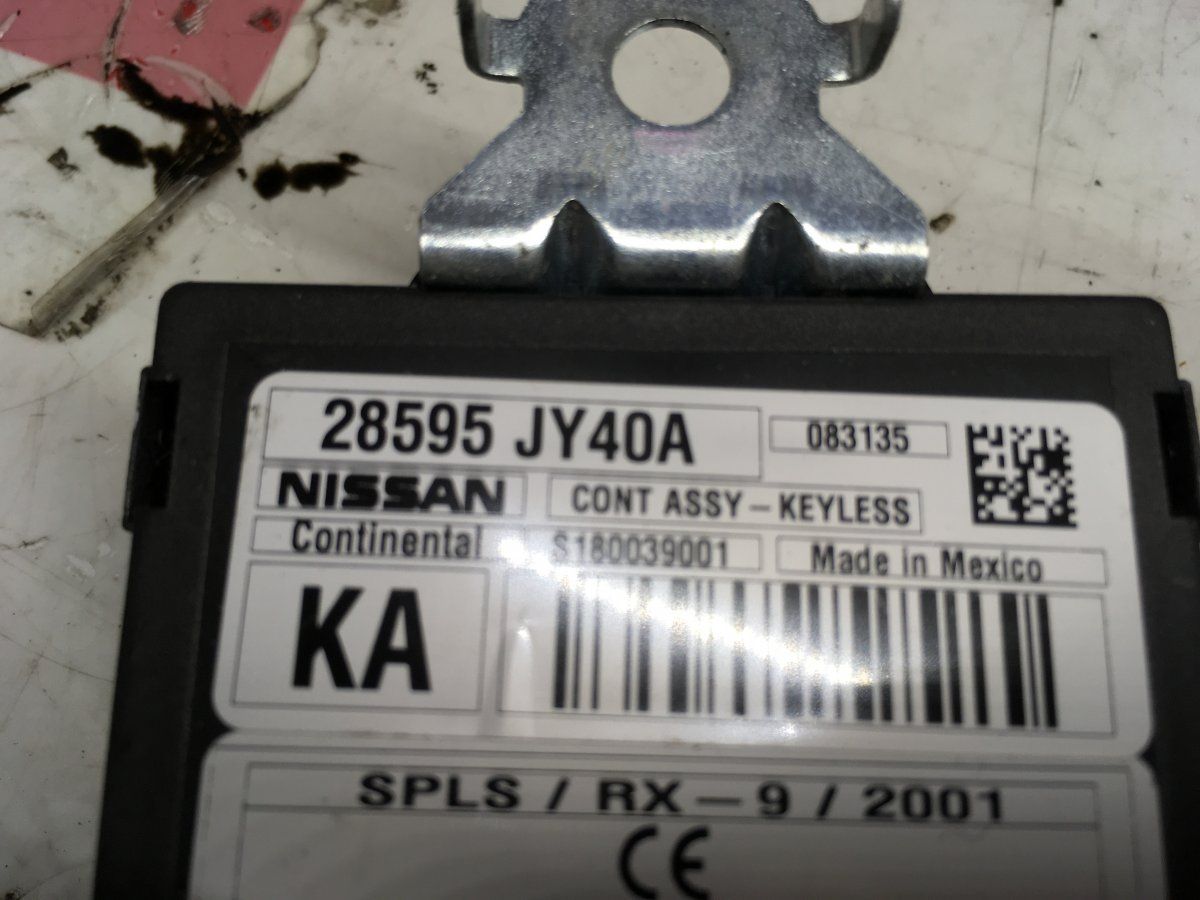 28595 JY40A
083135
NISSAN
CONT ASSY-KEYLESS
Continental
S180039001
Made in Mexico
KA
SPLS / RX-9 / 2001
CE